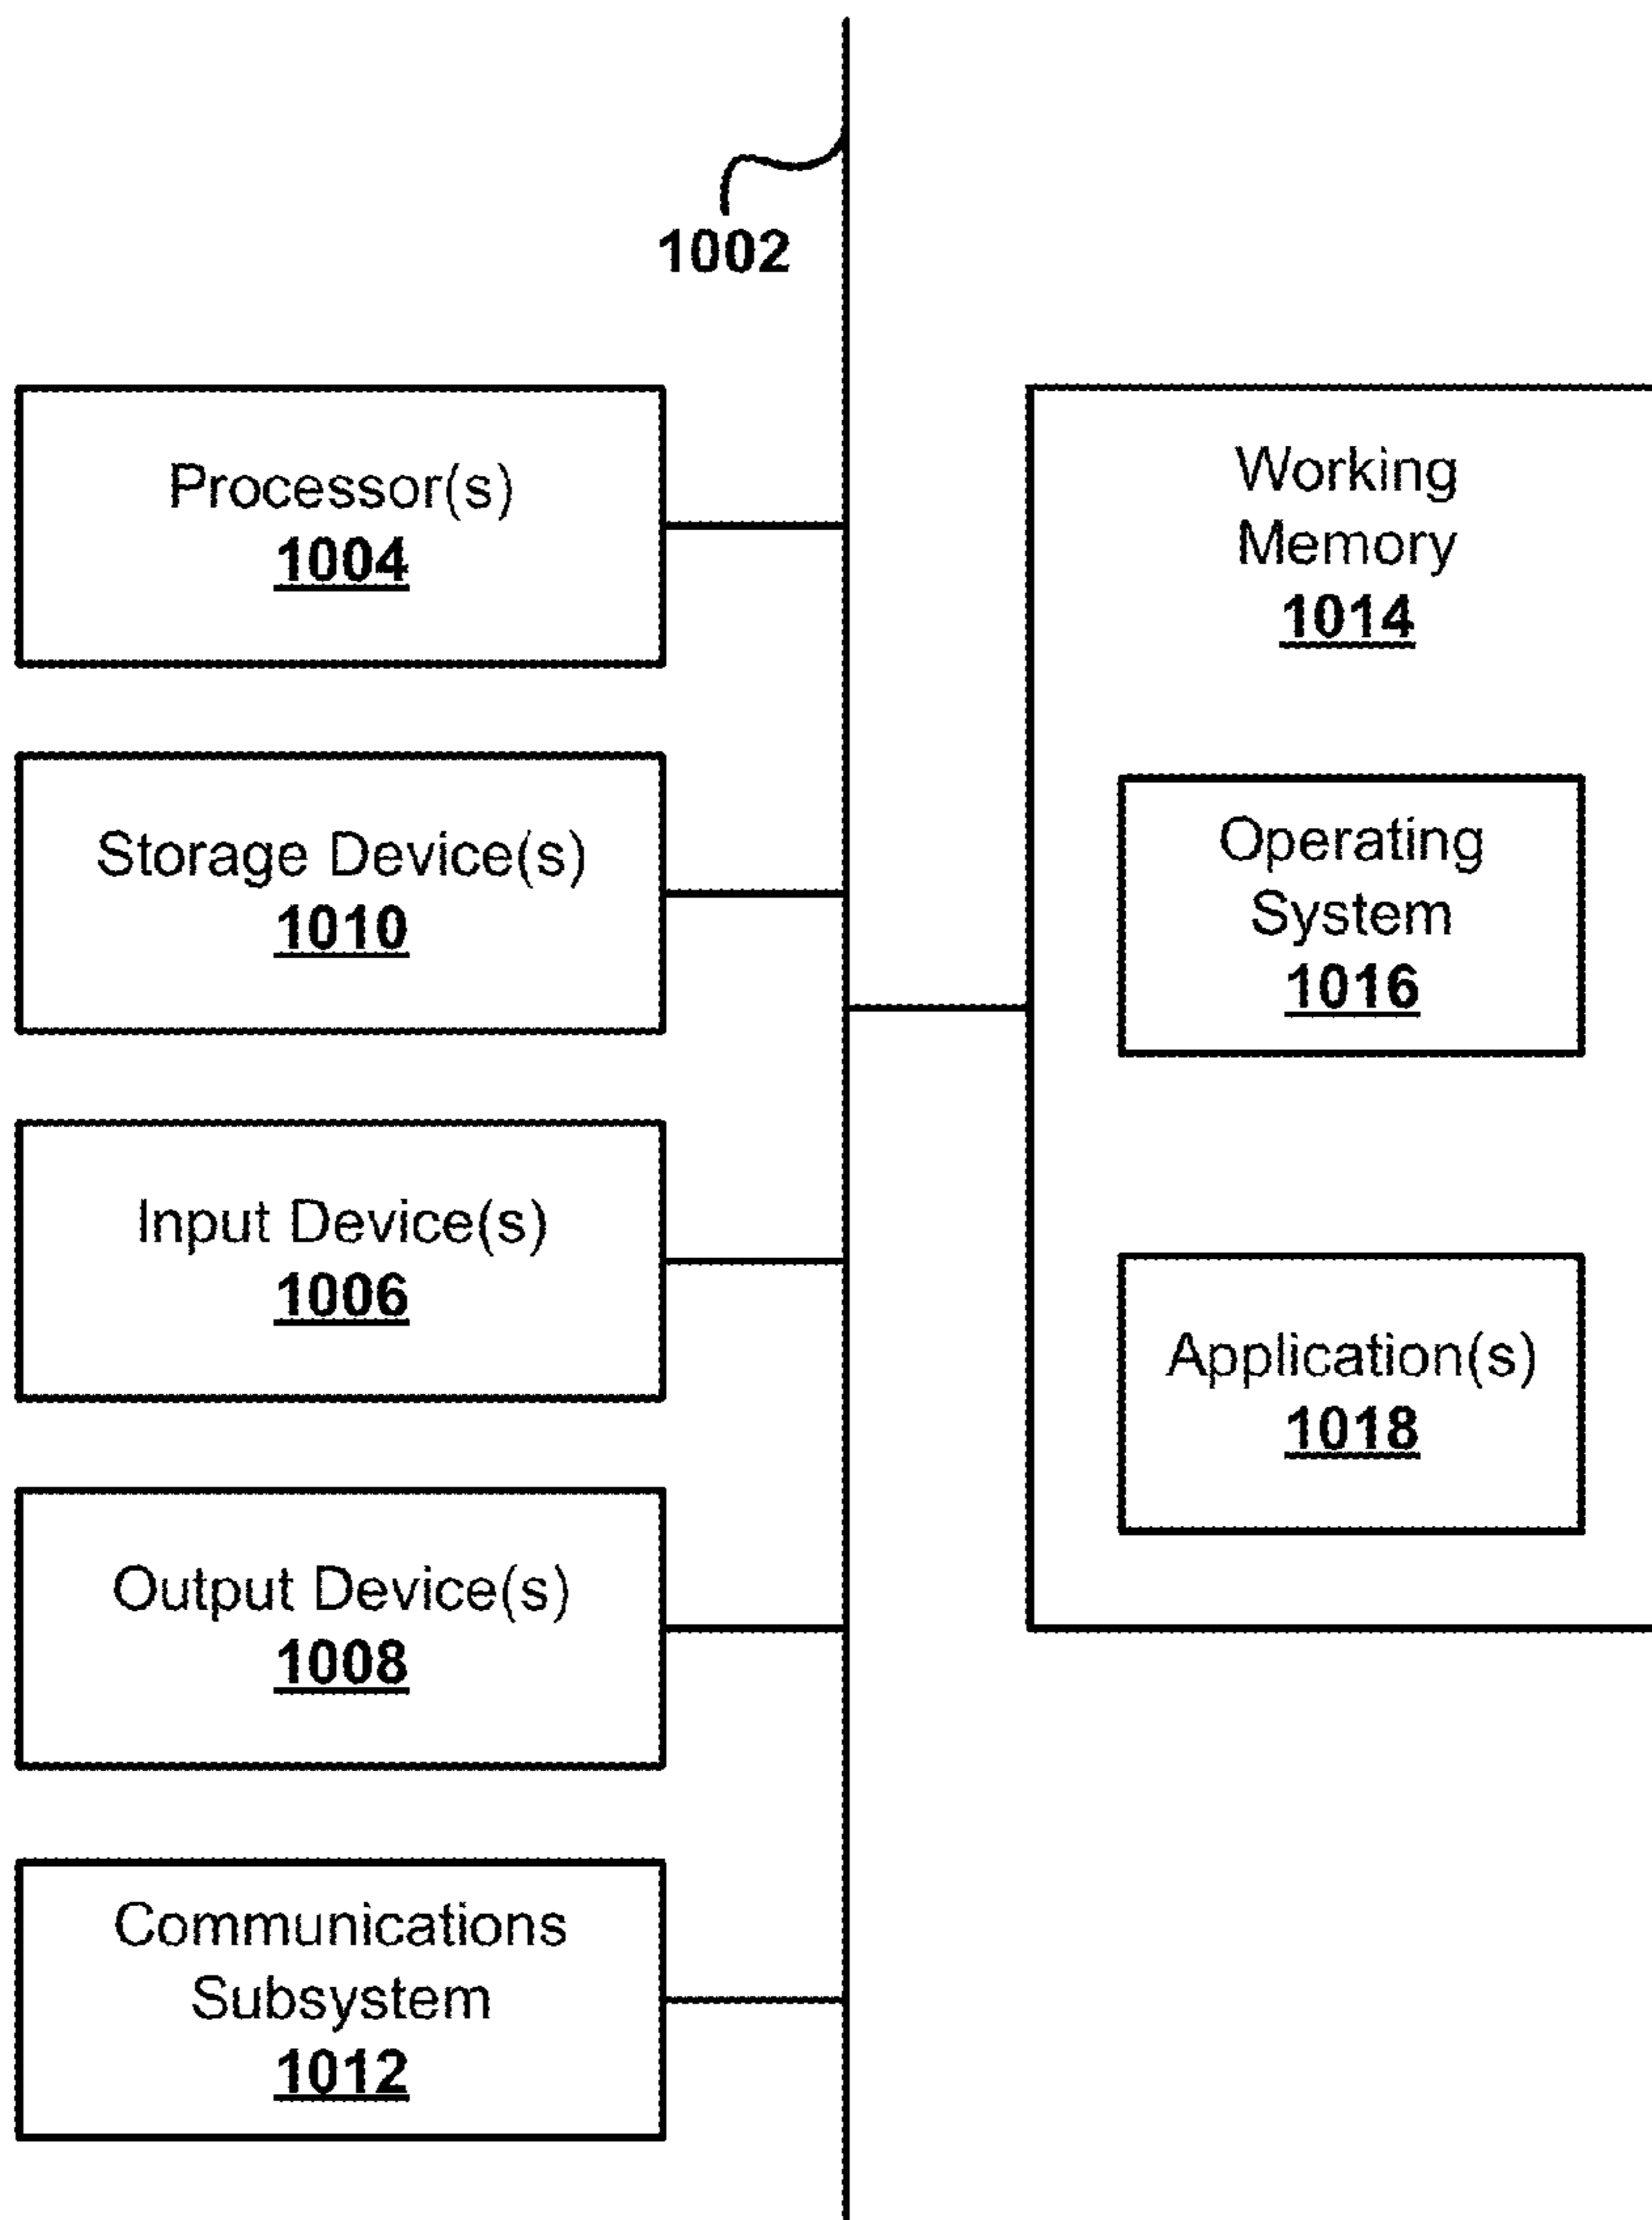 1002
Processor(s)
1004
Storage Device(s)
1010
Input Device(s)
1006
Output Device(s)
1008
Communications
Subsystem
1012
Working
Memory
1014
Operating
System
1016
Application(s)
1018